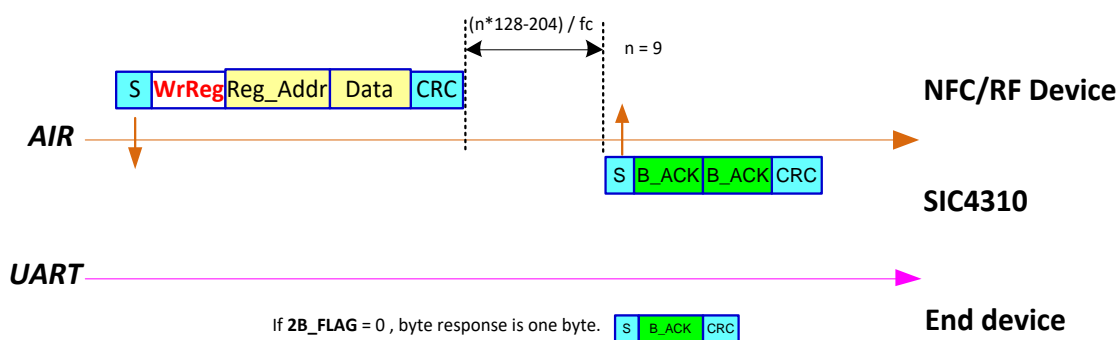 (n*128-204) / fc
n = 9
S WrReg Reg_Addr Data CRC
NFC/RF Device
AIR
S B_ACK B_ACK CRC
SIC4310
UART
If 2B_FLAG = 0 , byte response is one byte. S B_ACK CRC
End device